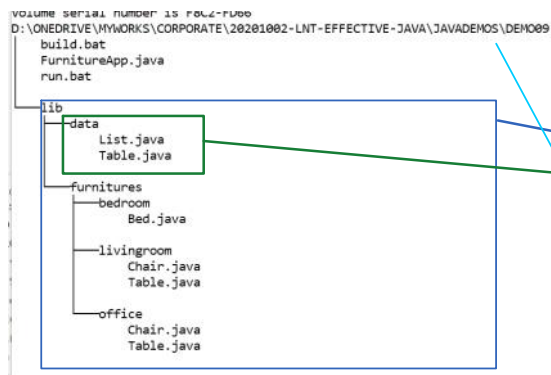 volume serial number is F8C2-FD66
D:\ONEDRIVE\MYWORKS\CORPORATE\20201002-LNT-EFFECTIVE-JAVA\JAVADEMOS\DEMO09
build.bat
FurnitureApp.java
run.bat
lib
data
List.java
Table.java
furnitures
bedroom
Bed.java
livingroom
Chair.java
Table.java
office
Chair.java
Table.java